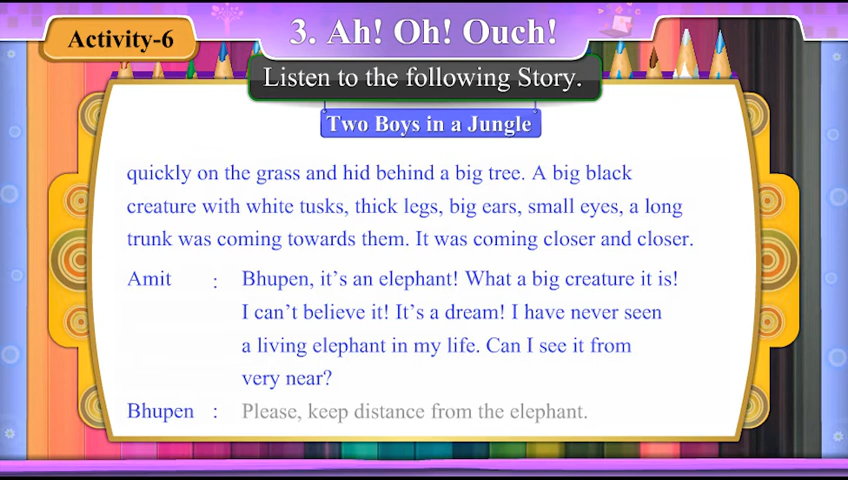 Activity-6
3. Ah! Oh! Ouch!
Listen to the following Story.
Two Boys in a Jungle
quickly on the grass and hid behind a big tree. A big black
creature with white tusks, thick legs, big ears, small eyes, a long
trunk was coming towards them. It was coming closer and closer.
Amit : Bhupen, it's an elephant! What a big creature it is!
I can't believe it! It's a dream! I have never seen
a living elephant in my life. Can I see it from
very near?
Bhupen : Please, keep distance from the elephant.